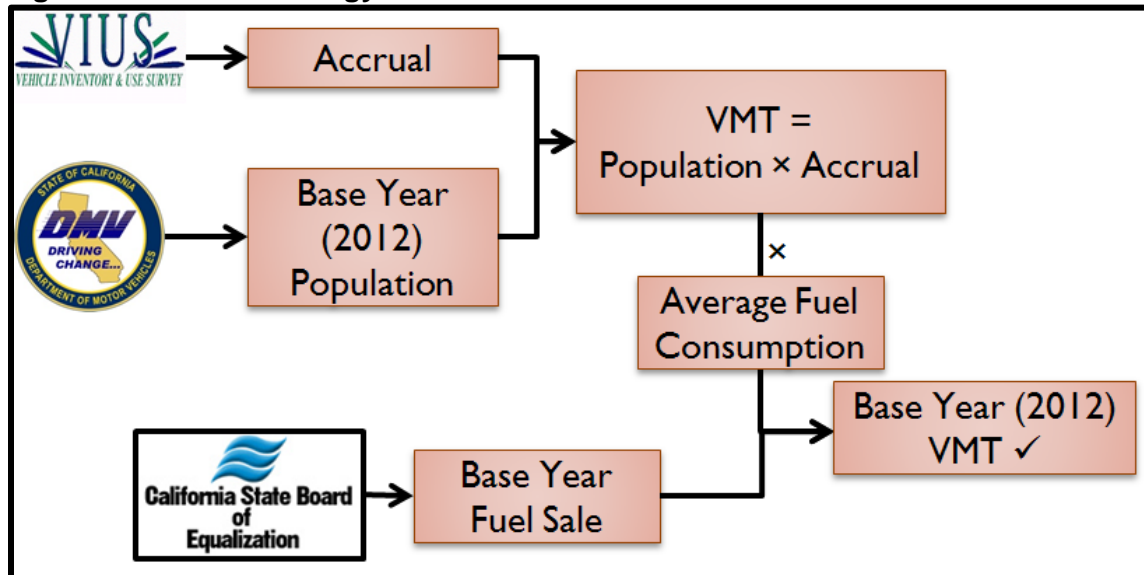 VIUS
VEHICLE INVENTORY & USE SURVEY
Accrual
VMT =
Population × Accrual
STATE OF CALIFORNIA
DMV
DRIVING
CHANGE...
DEPARTMENT OF MOTOR VEHICLES
Base Year
(2012)
Population
×
Average Fuel
Consumption
Base Year (2012)
VMT ✓
California State Board
of
Equalization
Base Year
Fuel Sale